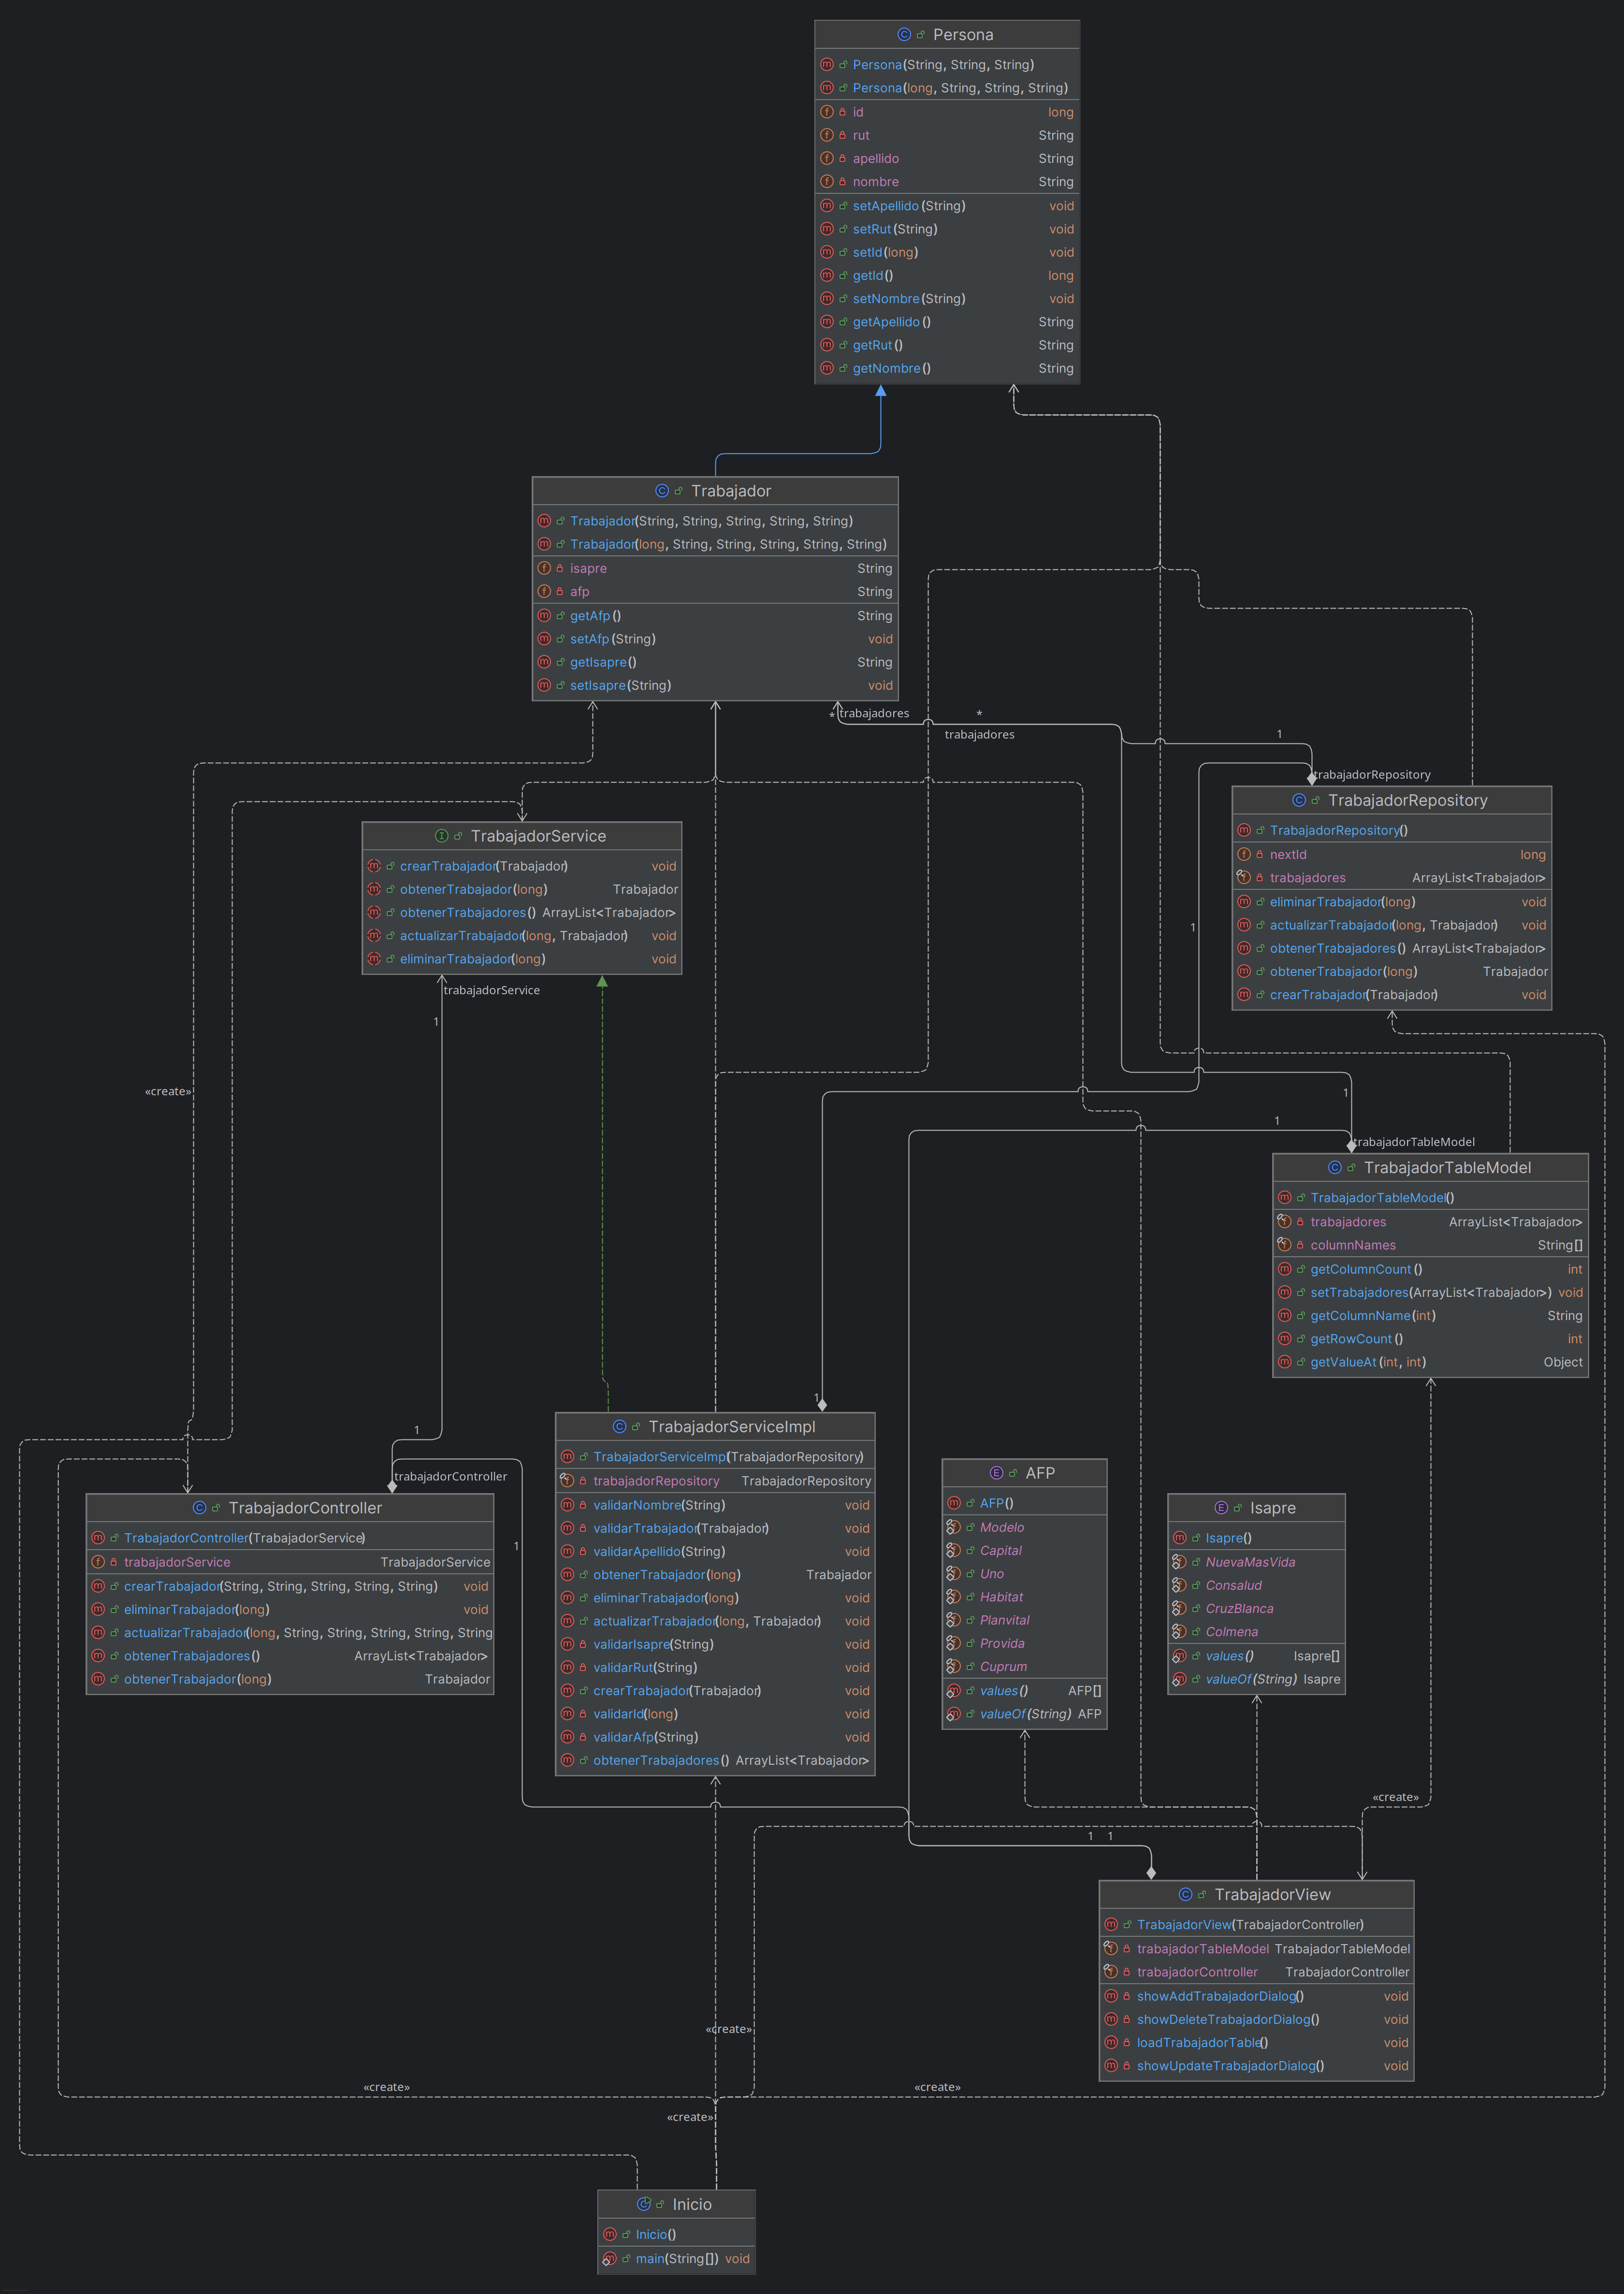 Persona
Persona(String, String, String)
Persona(long, String, String, String)
id long
rut String
apellido String
nombre String
setApellido(String) void
setRut(String) void
setId(long) void
getId() long
setNombre(String) void
getApellido() String
getRut() String
getNombre() String
Trabajador
Trabajador(String, String, String, String, String)
Trabajador(long, String, String, String, String, String)
isapre String
afp String
getAfp() String
setAfp(String) void
getIsapre() String
setIsapre(String) void
* trabajadores
*
trabajadores
1
trabajadorRepository
TrabajadorRepository
TrabajadorRepository()
nextId long
trabajadores ArrayList<Trabajador>
eliminarTrabajador(long) void
actualizarTrabajador(long, Trabajador) void
obtenerTrabajadores() ArrayList<Trabajador>
obtenerTrabajador(long) Trabajador
crearTrabajador(Trabajador) void
TrabajadorService
crearTrabajador(Trabajador) void
obtenerTrabajador(long) Trabajador
obtenerTrabajadores() ArrayList<Trabajador>
actualizarTrabajador(long, Trabajador) void
eliminarTrabajador(long) void
trabajadorService
1
1
«create»
1
1
trabajadorTableModel
TrabajadorTableModel
TrabajadorTableModel()
trabajadores ArrayList<Trabajador>
columnNames String[]
getColumnCount() int
setTrabajadores(ArrayList<Trabajador>) void
getColumnName(int) String
getRowCount() int
getValueAt(int, int) Object
1
1
trabajadorController
1
TrabajadorController
TrabajadorController(TrabajadorService)
trabajadorService TrabajadorService
crearTrabajador(String, String, String, String, String) void
eliminarTrabajador(long) void
actualizarTrabajador(long, String, String, String, String, String
obtenerTrabajadores() ArrayList<Trabajador>
obtenerTrabajador(long) Trabajador
TrabajadorServiceImpl
TrabajadorServiceImpl(TrabajadorRepository)
trabajadorRepository TrabajadorRepository
validarNombre(String) void
validarTrabajador(Trabajador) void
validarApellido(String) void
obtenerTrabajador(long) Trabajador
eliminarTrabajador(long) void
actualizarTrabajador(long, Trabajador) void
validarIsapre(String) void
validarRut(String) void
crearTrabajador(Trabajador) void
validarId(long) void
validarAfp(String) void
obtenerTrabajadores() ArrayList<Trabajador>
AFP
AFP()
Modelo
Capital
Uno
Habitat
Planvital
Provida
Cuprum
values() AFP[]
valueOf(String) AFP
Isapre
Isapre()
NuevaMasVida
Consalud
CruzBlanca
Colmena
values() Isapre[]
valueOf(String) Isapre
«create»
1 1
TrabajadorView
TrabajadorView(TrabajadorController)
trabajadorTableModel TrabajadorTableModel
trabajadorController TrabajadorController
showAddTrabajadorDialog() void
showDeleteTrabajadorDialog() void
loadTrabajadorTable() void
showUpdateTrabajadorDialog() void
«create»
«create»
«create»
«create»
Inicio
Inicio()
main(String[]) void